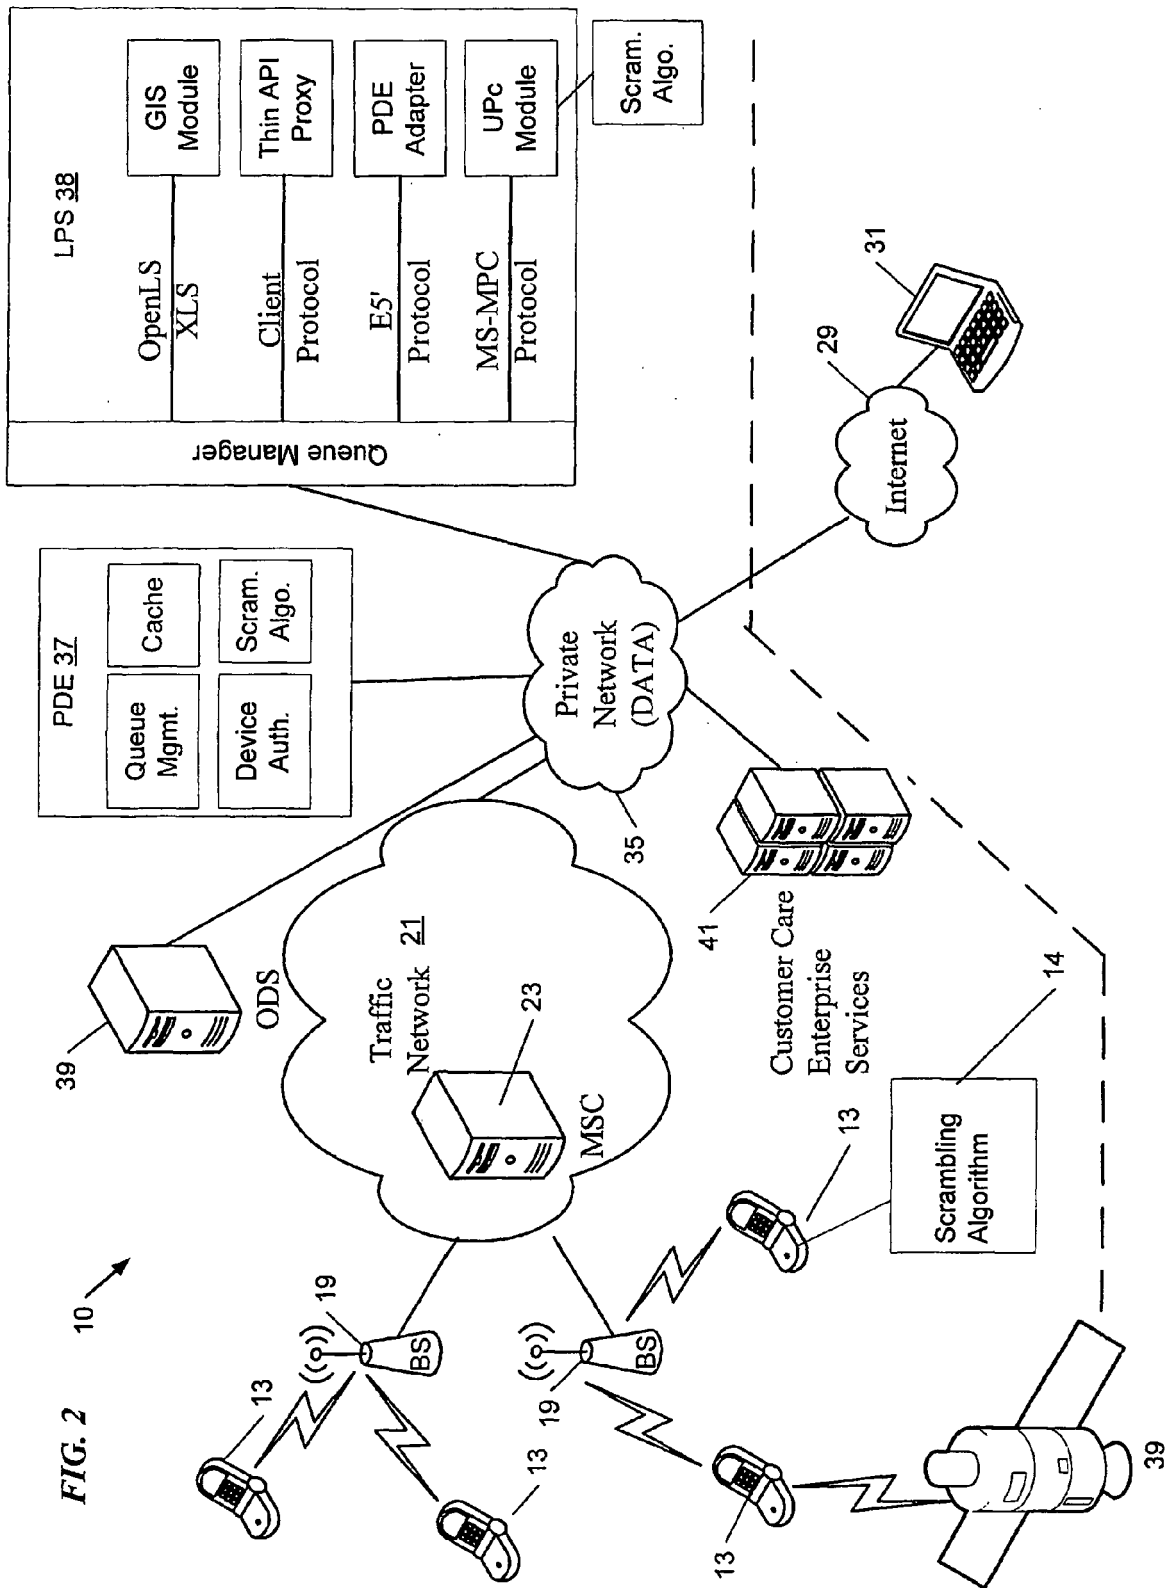 FIG. 2
10
13
19
BS
13
19
BS
13
13
39
Scrambling
Algorithm
14
39
ODS
Traffic
Network 21
23
MSC
41
Customer Care
Enterprise
Services
35
Private
Network
(DATA)
PDE 37
Queue
Mgmt.
Cache
Device
Auth.
Scram.
Algo.
Internet
29
31
LPS 38
Queue Manager
OpenLS
XLS
GIS
Module
Client
Protocol
Thin API
Proxy
E5'
Protocol
PDE
Adapter
MS-MPC
Protocol
UPc
Module
Scram.
Algo.